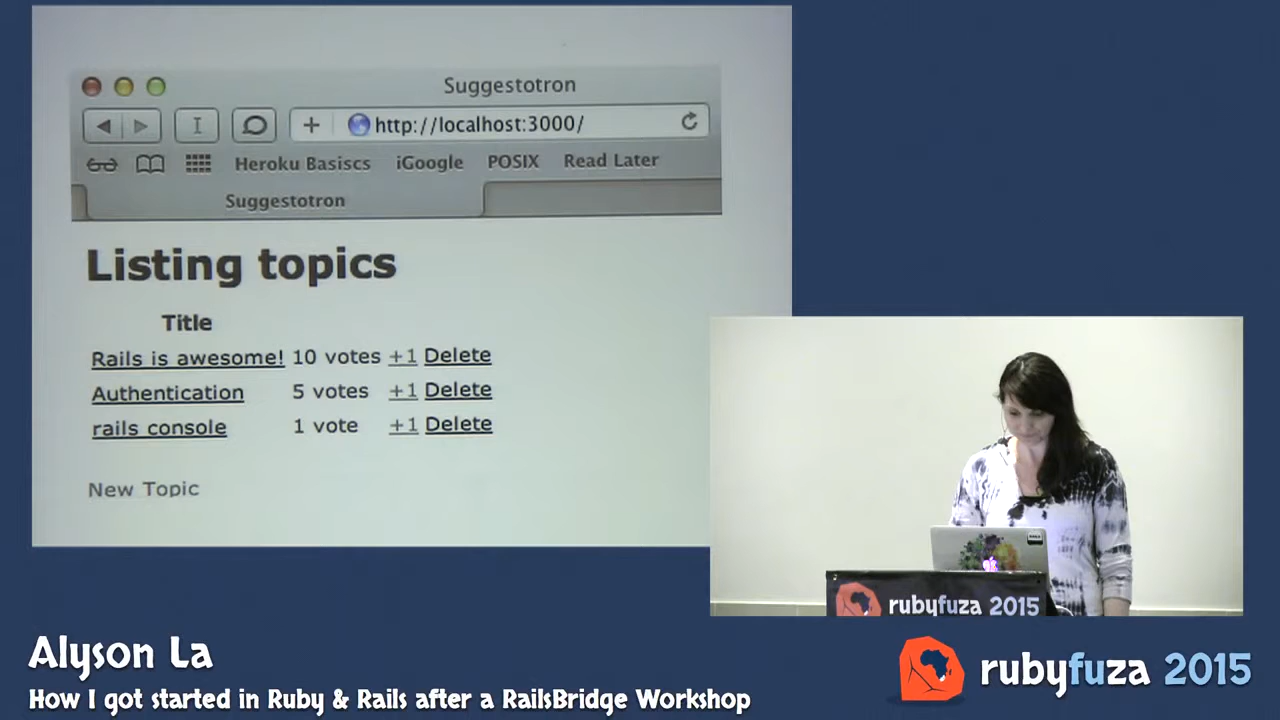 Suggestotron
http://localhost:3000/
Heroku Basiscs iGoogle POSIX Read Later
Suggestotron
Listing topics
Title
Rails is awesome! 10 votes +1 Delete
Authentication 5 votes +1 Delete
rails console 1 vote +1 Delete
New Topic
rubyfuza 2015
Alyson La
How I got started in Ruby & Rails after a RailsBridge Workshop
rubyfuza 2015